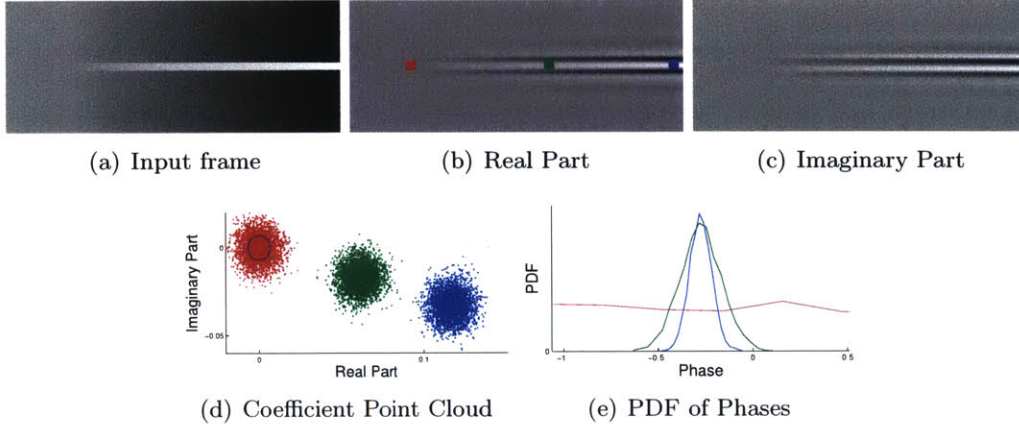 (a) Input frame
(b) Real Part
(c) Imaginary Part
Imaginary Part
0
-0.05
0
0 1
Real Part
(d) Coefficient Point Cloud
PDF
0
-1
-0.5
0
0 5
Phase
(e) PDF of Phases